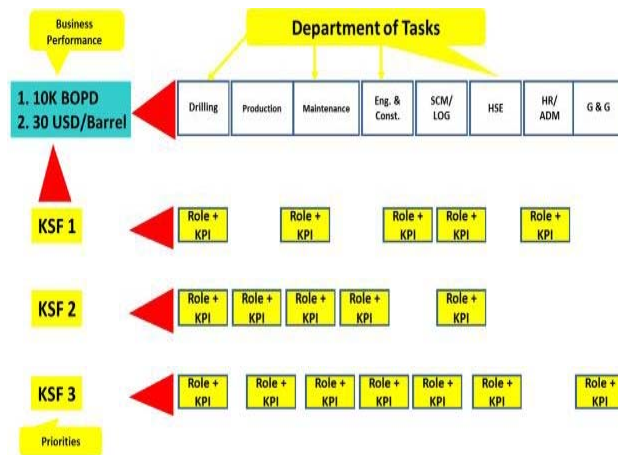 Business
Performance
Department of Tasks
1. 10K BOPD
2. 30 USD/Barrel
Drilling
Production
Maintenance
Eng. &
Const.
SCM/
LOG
HSE
HR/
ADM
G & G
KSF 1
Role +
KPI
Role +
KPI
Role +
KPI
Role +
KPI
Role +
KPI
KSF 2
Role +
KPI
Role +
KPI
Role +
KPI
Role +
KPI
Role +
KPI
KSF 3
Role +
KPI
Role +
KPI
Role +
KPI
Role +
KPI
Role +
KPI
Role +
KPI
Role +
KPI
Priorities